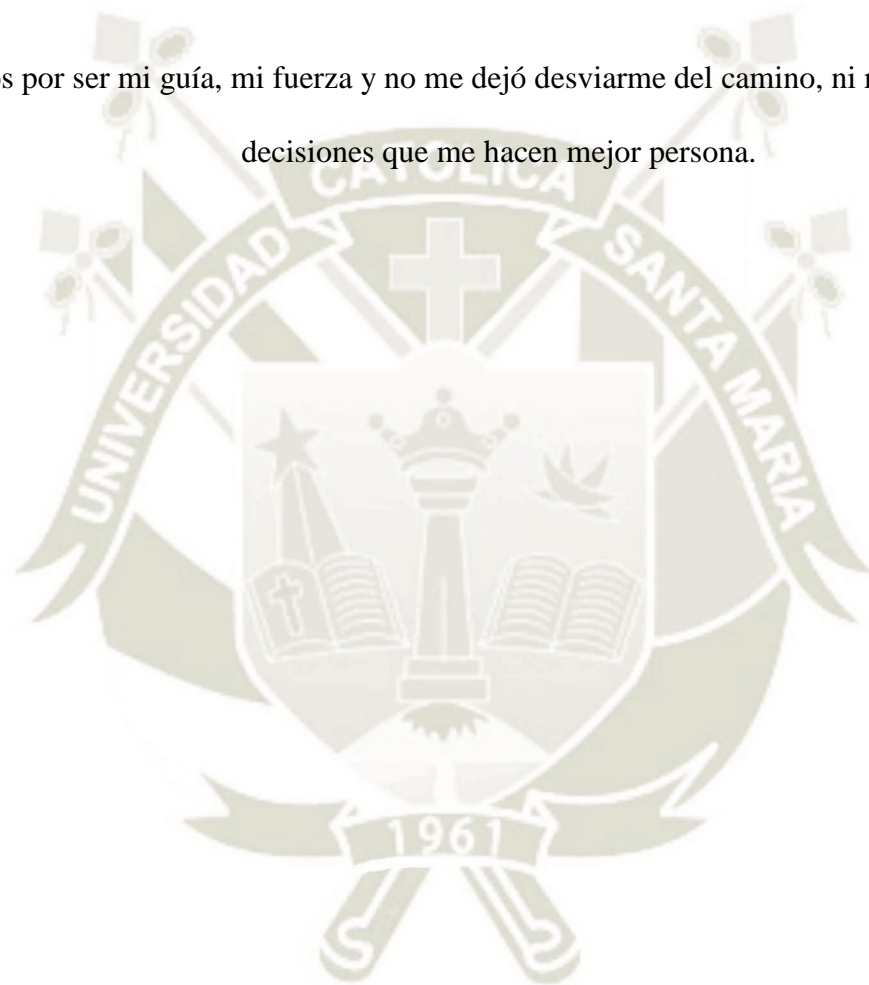 s por ser mi guía, mi fuerza y no me dejó desviarme del camino, ni
decisiones que me hacen mejor persona.
CATOLICA
UNIVERSIDAD
SANTA MARIA
1961